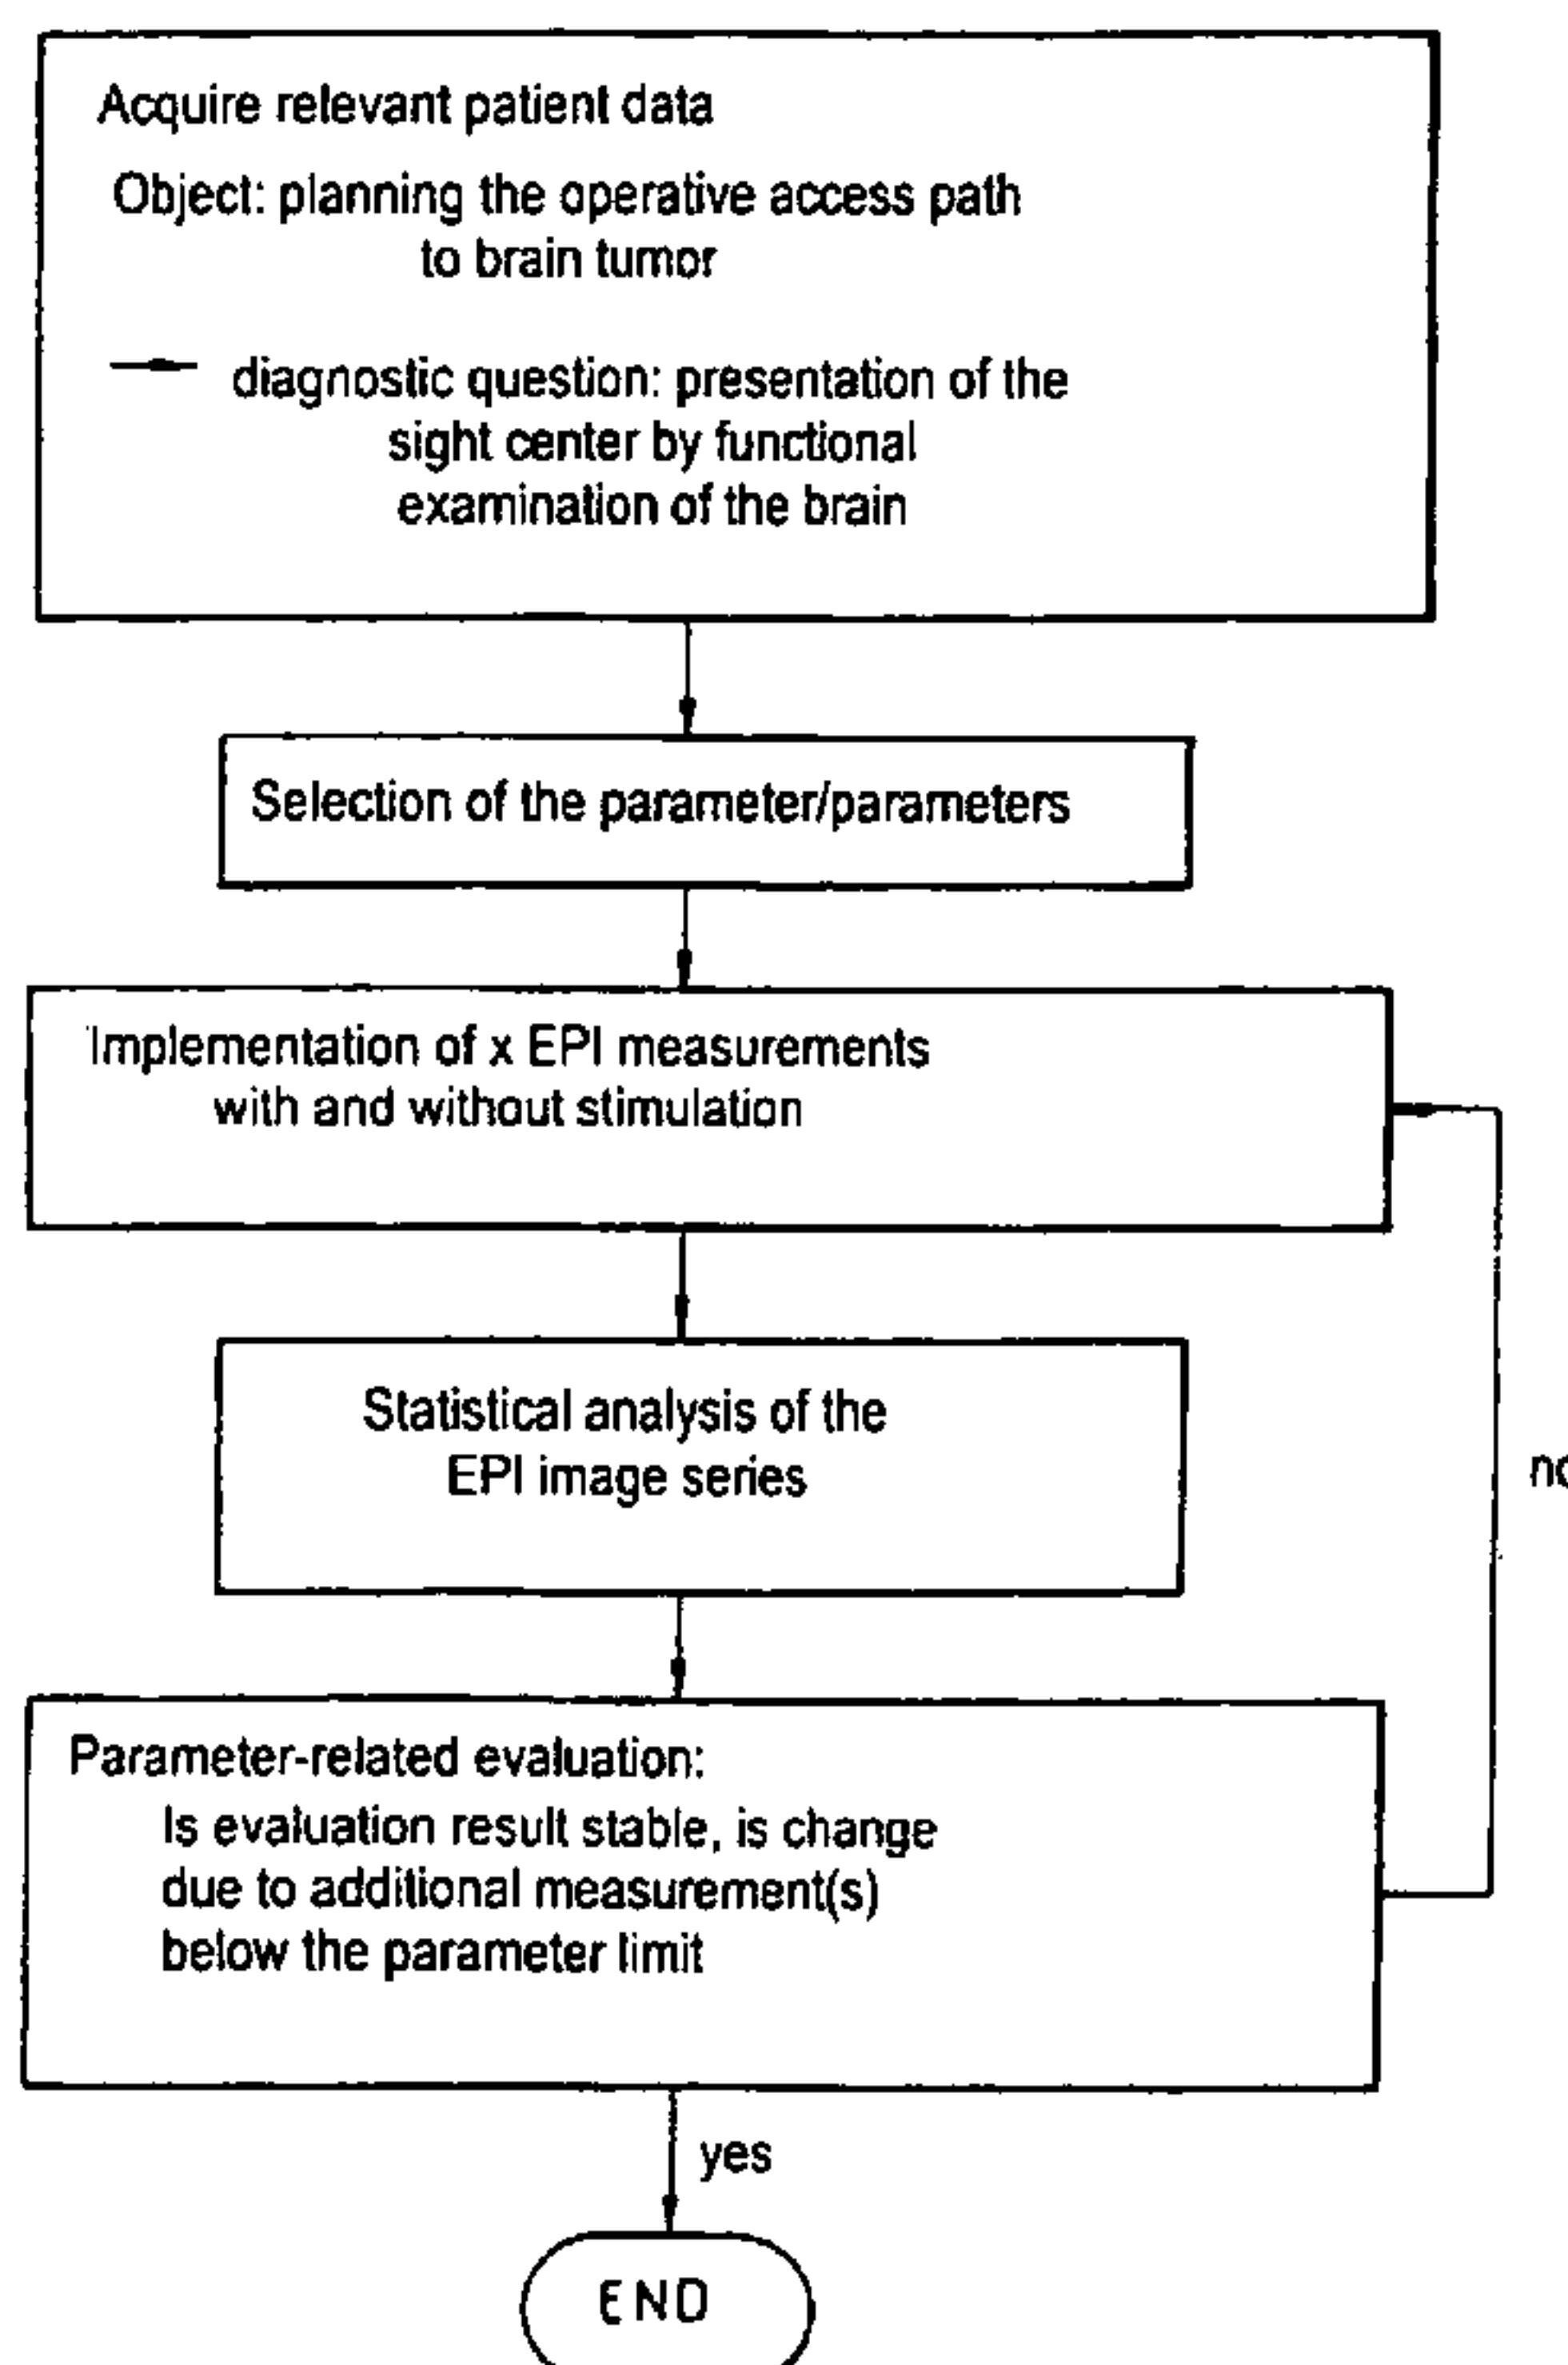 Acquire relevant patient data
Object: planning the operative access path
to brain tumor
diagnostic question: presentation of the
sight center by functional
examination of the brain
Selection of the parameter/parameters
Implementation of x EPI measurements
with and without stimulation
Statistical analysis of the
EPI image series
no
Parameter-related evaluation:
Is evaluation result stable, is change
due to additional measurement(s)
below the parameter limit
yes
END